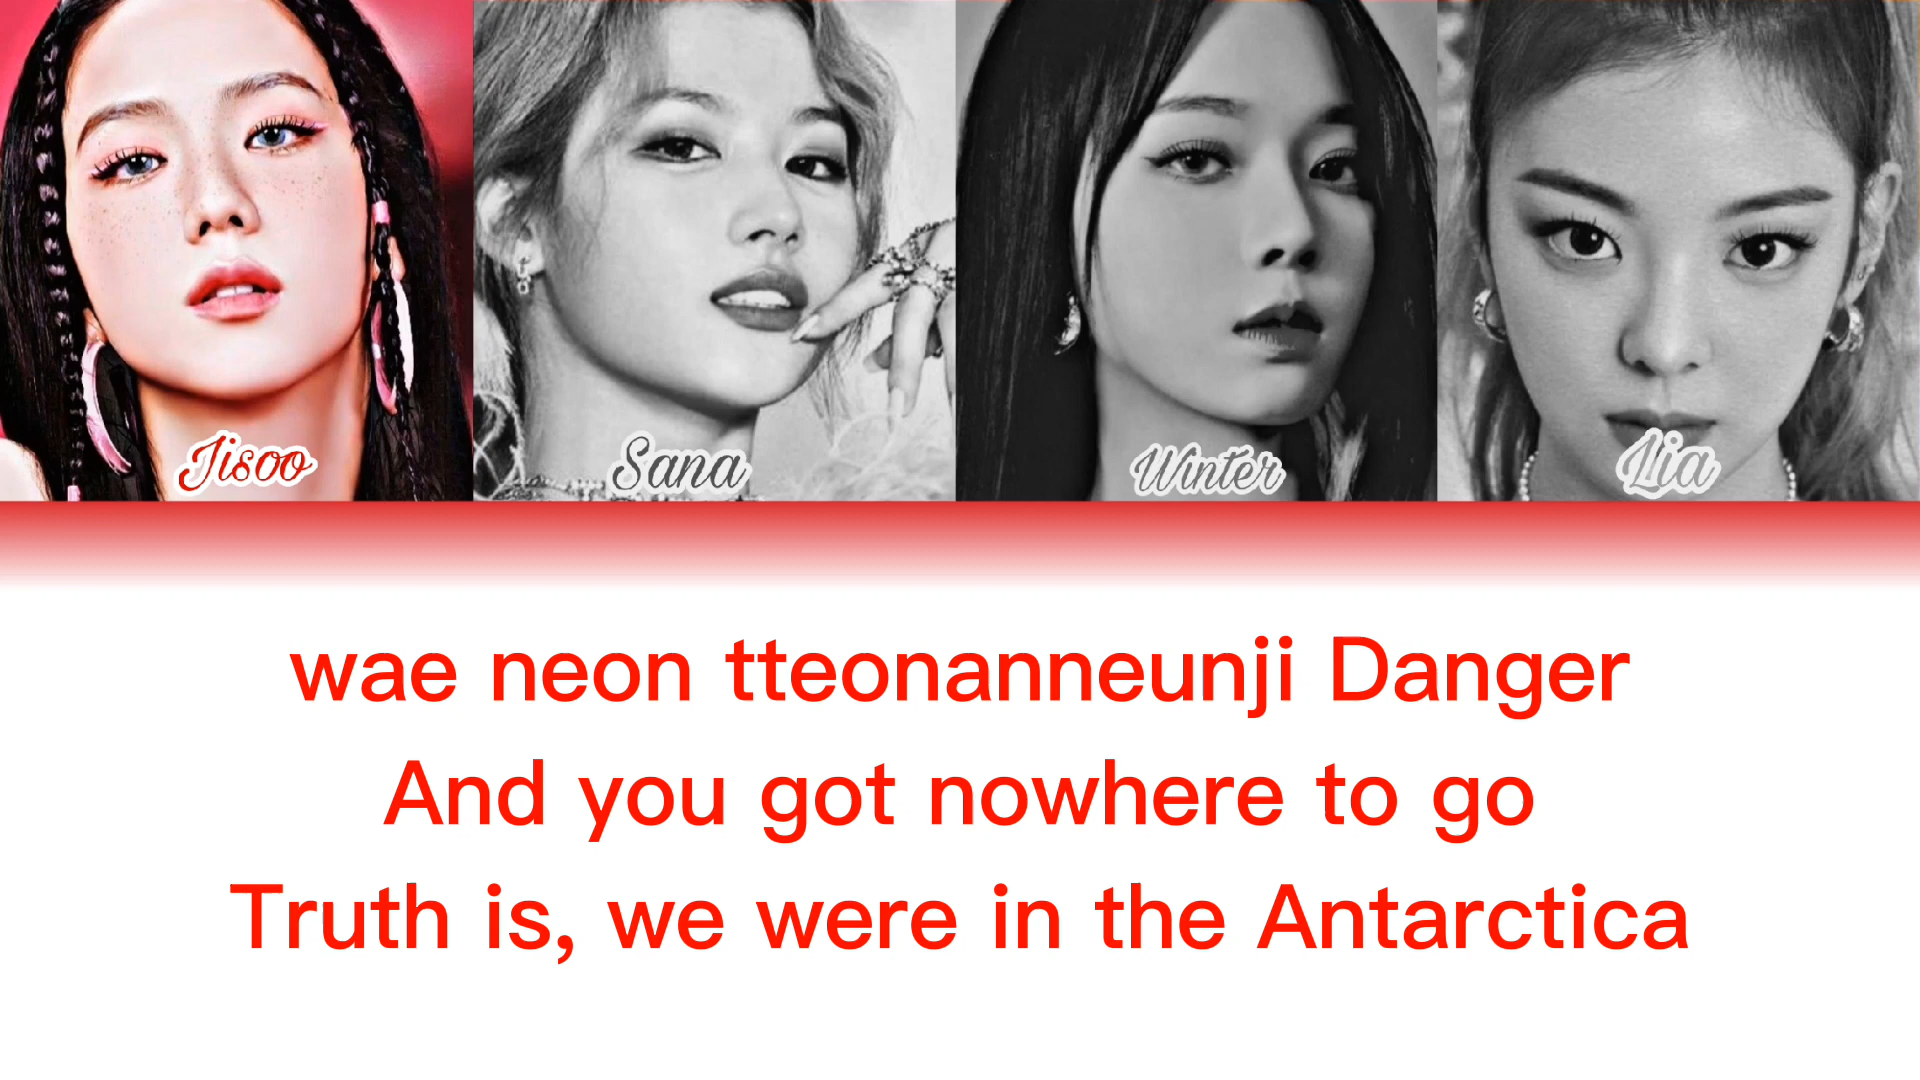 Jisoo
Sana
Winter
Lia
wae neon tteonanneunji Danger
And you got nowhere to go
Truth is, we were in the Antarctica